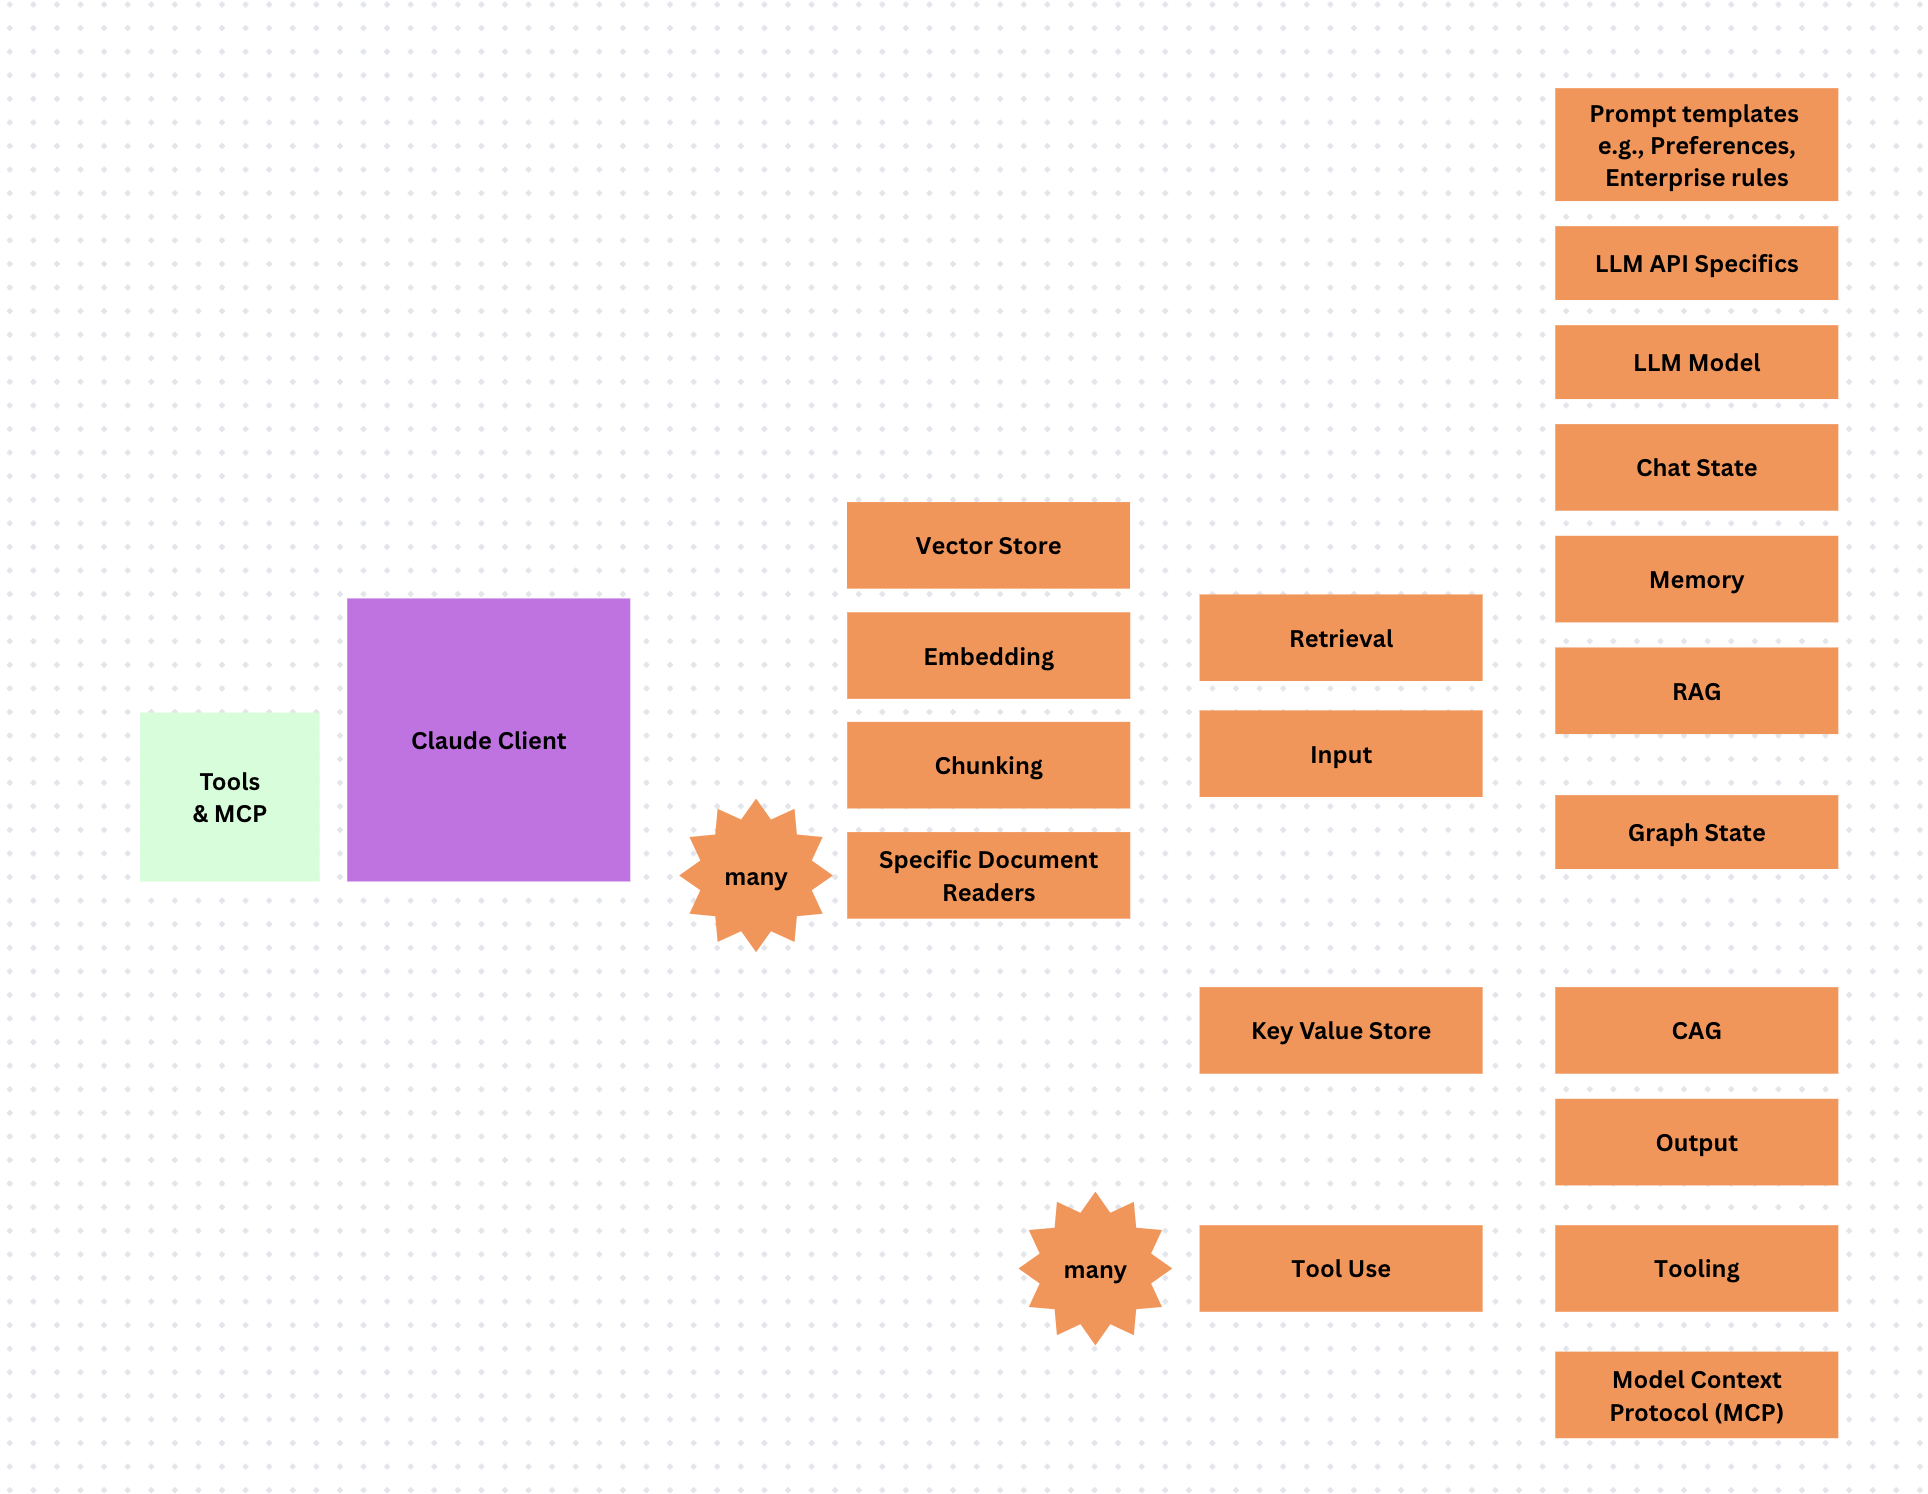 Prompt templates
e.g., Preferences,
Enterprise rules
LLM API Specifics
LLM Model
Chat State
Vector Store
Memory
Retrieval
Embedding
RAG
Claude Client
Input
Chunking
Tools
& MCP
Graph State
many
Specific Document
Readers
Key Value Store
CAG
Output
many
Tool Use
Tooling
Model Context
Protocol (MCP)